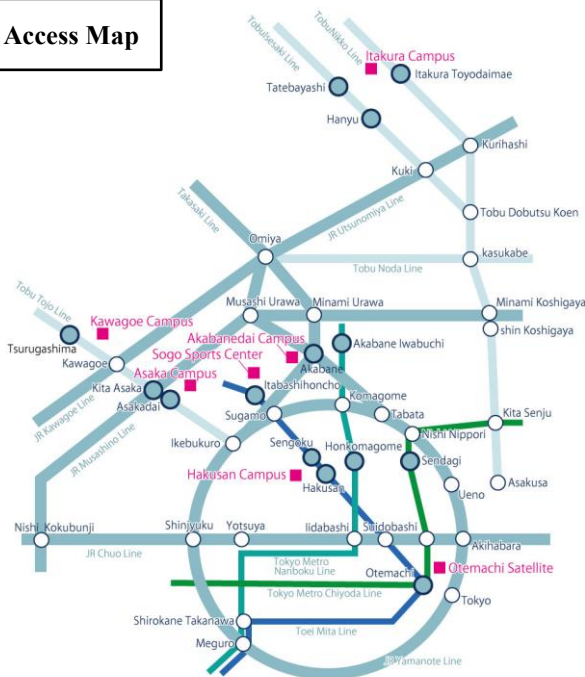 Access Map
TobuIsesaki Line
TobuNikko Line
Itakura Campus
Itakura Toyodaimae
Tatebayashi
Hanyu
Kurihashi
Kuki
Takasaki Line
JR Utsunomiya Line
Tobu Dobutsu Koen
Omiya
kasukabe
Tobu Noda Line
Tobu Tojo Line
Kawagoe Campus
Musashi Urawa
Minami Urawa
Minami Koshigaya
shin Koshigaya
Tsurugashima
Akabanedai Campus
Sogo Sports Center
Akabane Iwabuchi
Kawagoe
Asaka Campus
Akabane
Kita Asaka
Itabashihoncho
Asakadai
Komagome
JR Kawagoe Line
Sugamo
Tabata
Kita Senju
JR Musashino Line
Ikebukuro
Sengoku
Honkomagome
Nishi Nippori
Sendagi
Hakusan Campus
Hakusan
Ueno
Asakusa
Nishi Kokubunji
Shinjyuku
Yotsuya
Iidabashi
Suidobashi
Akihabara
JR Chuo Line
Tokyo Metro
Nanboku Line
Otemachi
Otemachi Satellite
Tokyo Metro Chiyoda Line
Tokyo
Shirokane Takanawa
Toei Mita Line
Meguro
JR Yamanote Line